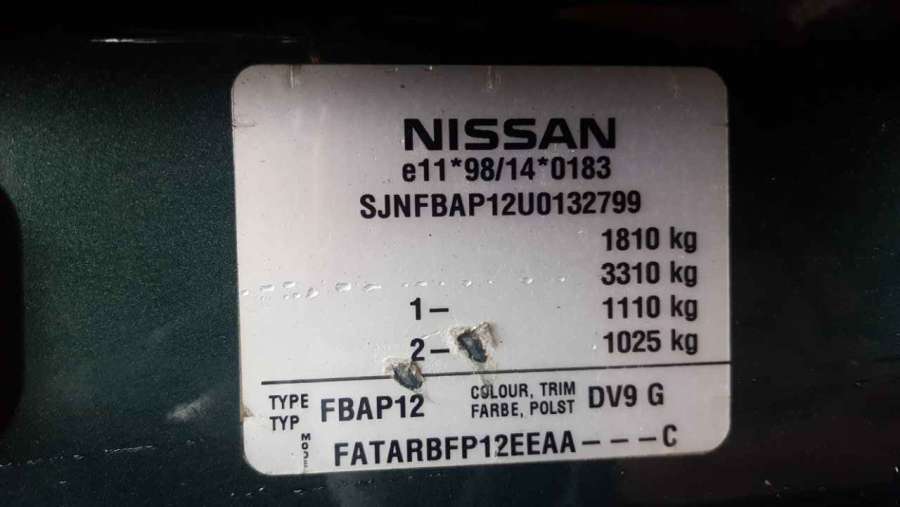 NISSAN
e11*98/14*0183
SJNFBAP12U0132799
1810 kg
3310 kg
1– 1110 kg
2– 1025 kg
TYPE
TYP FBAP12 COLOUR, TRIM
FARBE, POLST DV9 G
MODE FATARBFP12EEAA–––C